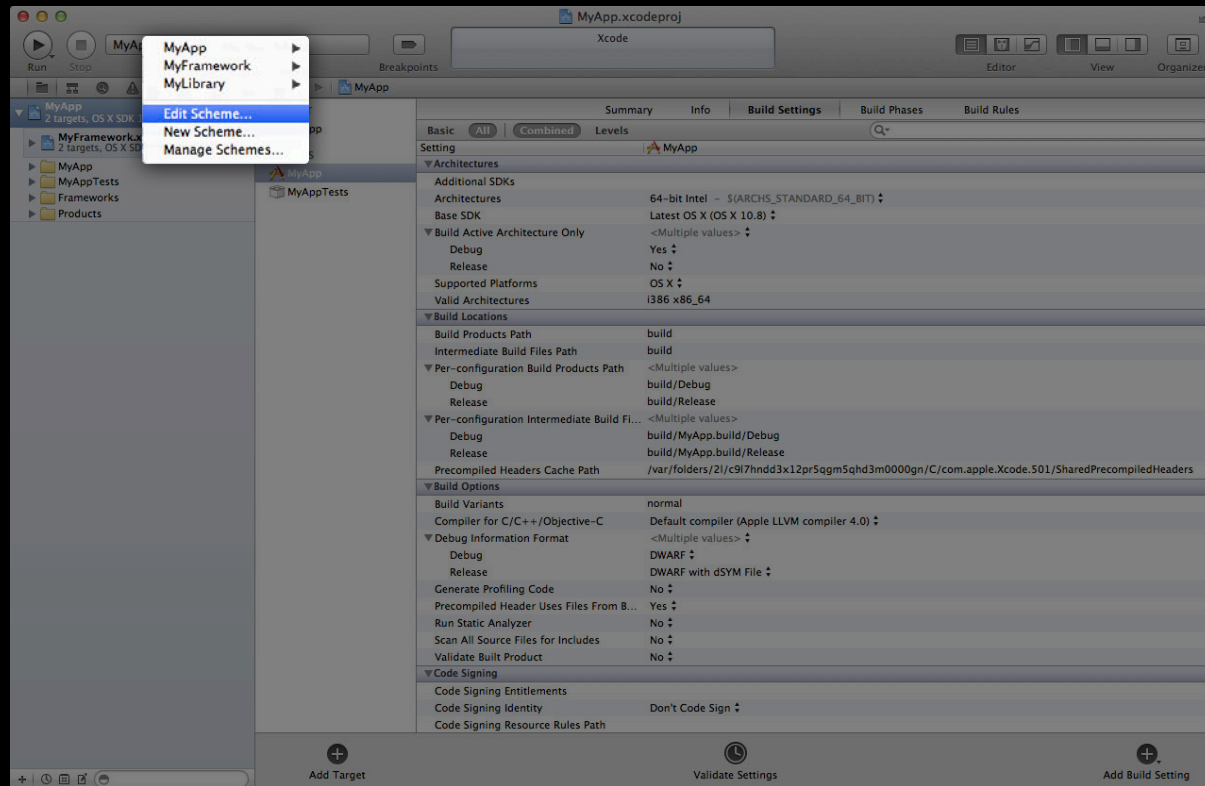 MyApp.xcodeproj
MyApp
Xcode
Run
Stop
Breakpoints
Editor
View
Organizer
MyApp
MyFramework
MyLibrary
Edit Scheme...
New Scheme...
Manage Schemes...
MyApp
MyApp
2 targets, OS X SDK
MyFramework.x
2 targets, OS X SD
MyApp
MyAppTests
Frameworks
Products
MyApp
MyAppTests
Summary Info Build Settings Build Phases Build Rules
Basic All Combined Levels
Setting MyApp
Architectures
Additional SDKs
Architectures 64-bit Intel – $(ARCHS_STANDARD_64_BIT)
Base SDK Latest OS X (OS X 10.8)
Build Active Architecture Only <Multiple values>
Debug Yes
Release No
Supported Platforms OS X
Valid Architectures i386 x86_64
Build Locations
Build Products Path build
Intermediate Build Files Path build
Per-configuration Build Products Path <Multiple values>
Debug build/Debug
Release build/Release
Per-configuration Intermediate Build Fi... <Multiple values>
Debug build/MyApp.build/Debug
Release build/MyApp.build/Release
Precompiled Headers Cache Path /var/folders/2l/c9l7hndd3x12pr5qgm5qhd3m0000gn/C/com.apple.Xcode.501/SharedPrecompiledHeaders
Build Options
Build Variants normal
Compiler for C/C++/Objective-C Default compiler (Apple LLVM compiler 4.0)
Debug Information Format <Multiple values>
Debug DWARF
Release DWARF with dSYM File
Generate Profiling Code No
Precompiled Header Uses Files From B... Yes
Run Static Analyzer No
Scan All Source Files for Includes No
Validate Built Product No
Code Signing
Code Signing Entitlements
Code Signing Identity Don't Code Sign
Code Signing Resource Rules Path
Add Target
Validate Settings
Add Build Setting